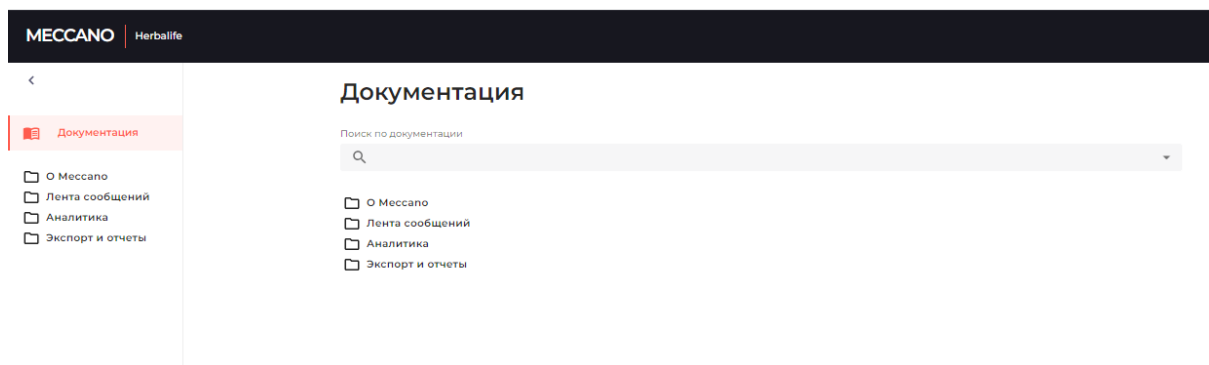 MECCANO Herbalife
Документация
О Meccano
Лента сообщений
Аналитика
Экспорт и отчеты
Документация
Поиск по документации
О Meccano
Лента сообщений
Аналитика
Экспорт и отчеты